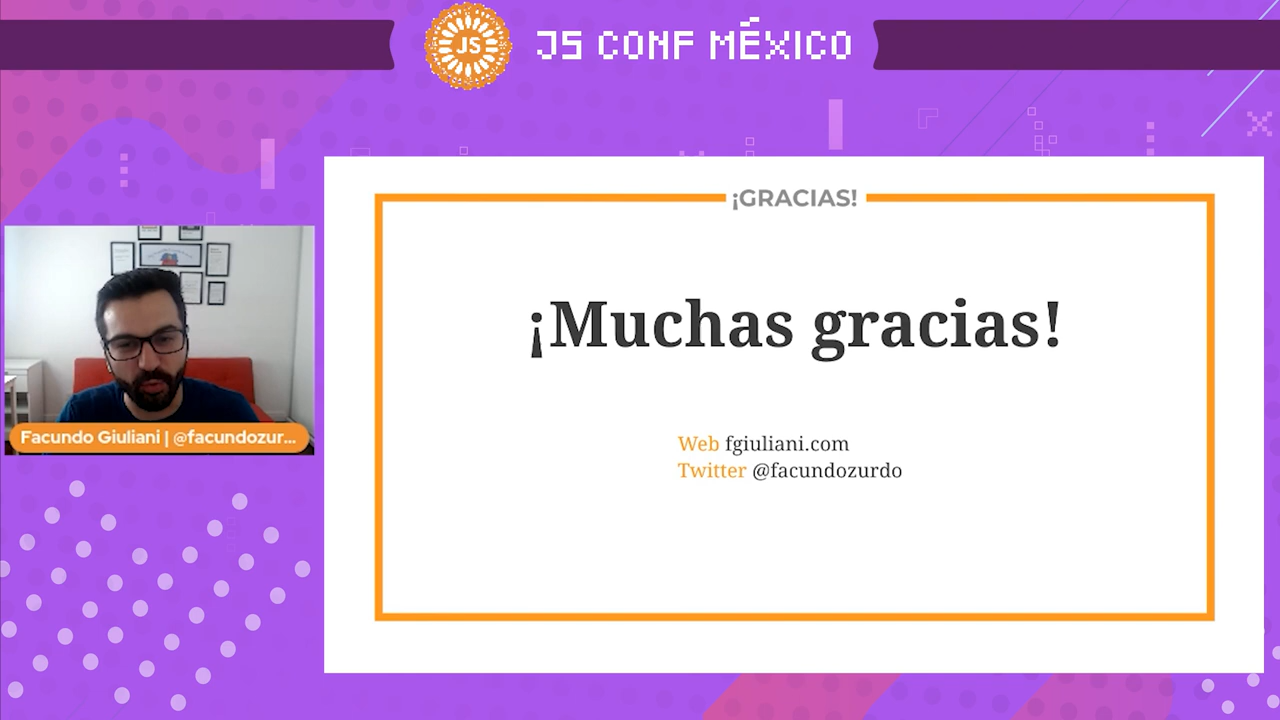 JS
JS CONF MÉXICO
¡GRACIAS!
¡Muchas gracias!
Web fgiuliani.com
Twitter @facundozurdo
Facundo Giuliani | @facundozur...